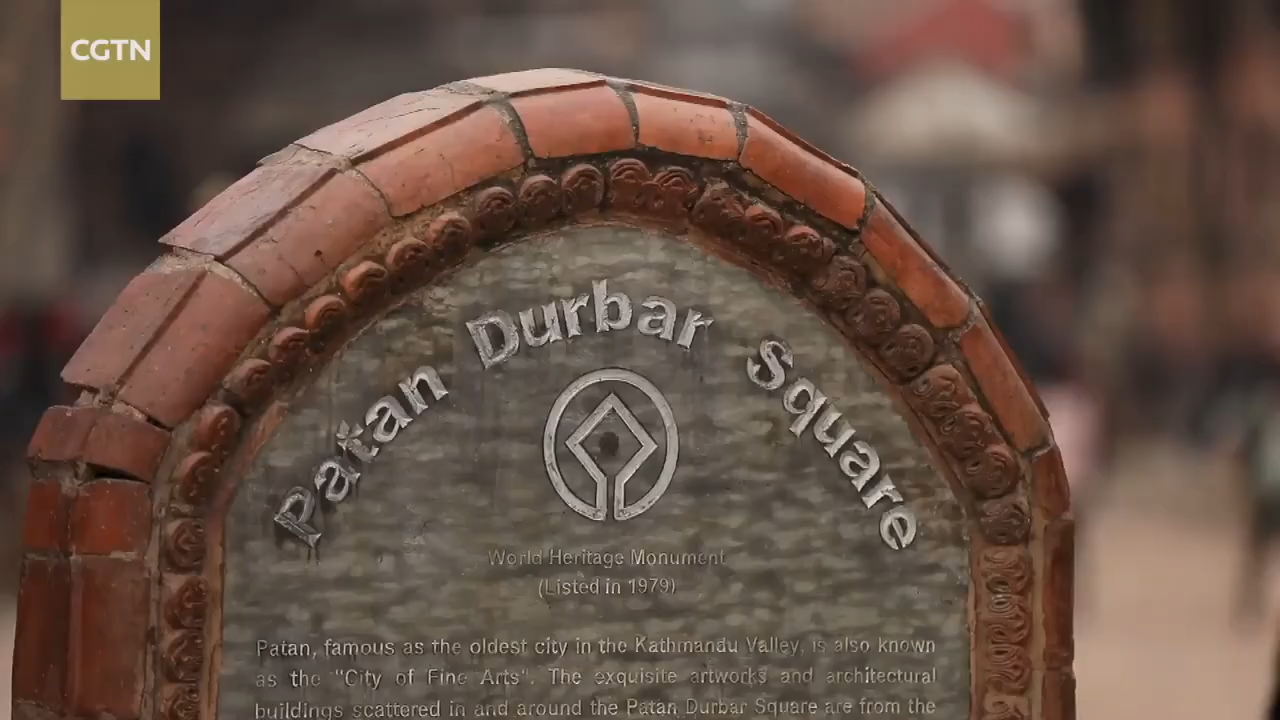 CGTN
Patan Durbar Square
World Heritage Monument
(Listed in 1979)
Patan, famous as the oldest city in the Kathmandu Valley, is also known
as the "City of Fine Arts". The exquisite artworks and architectural
buildings scattered in and around the Patan Durbar Square are from the